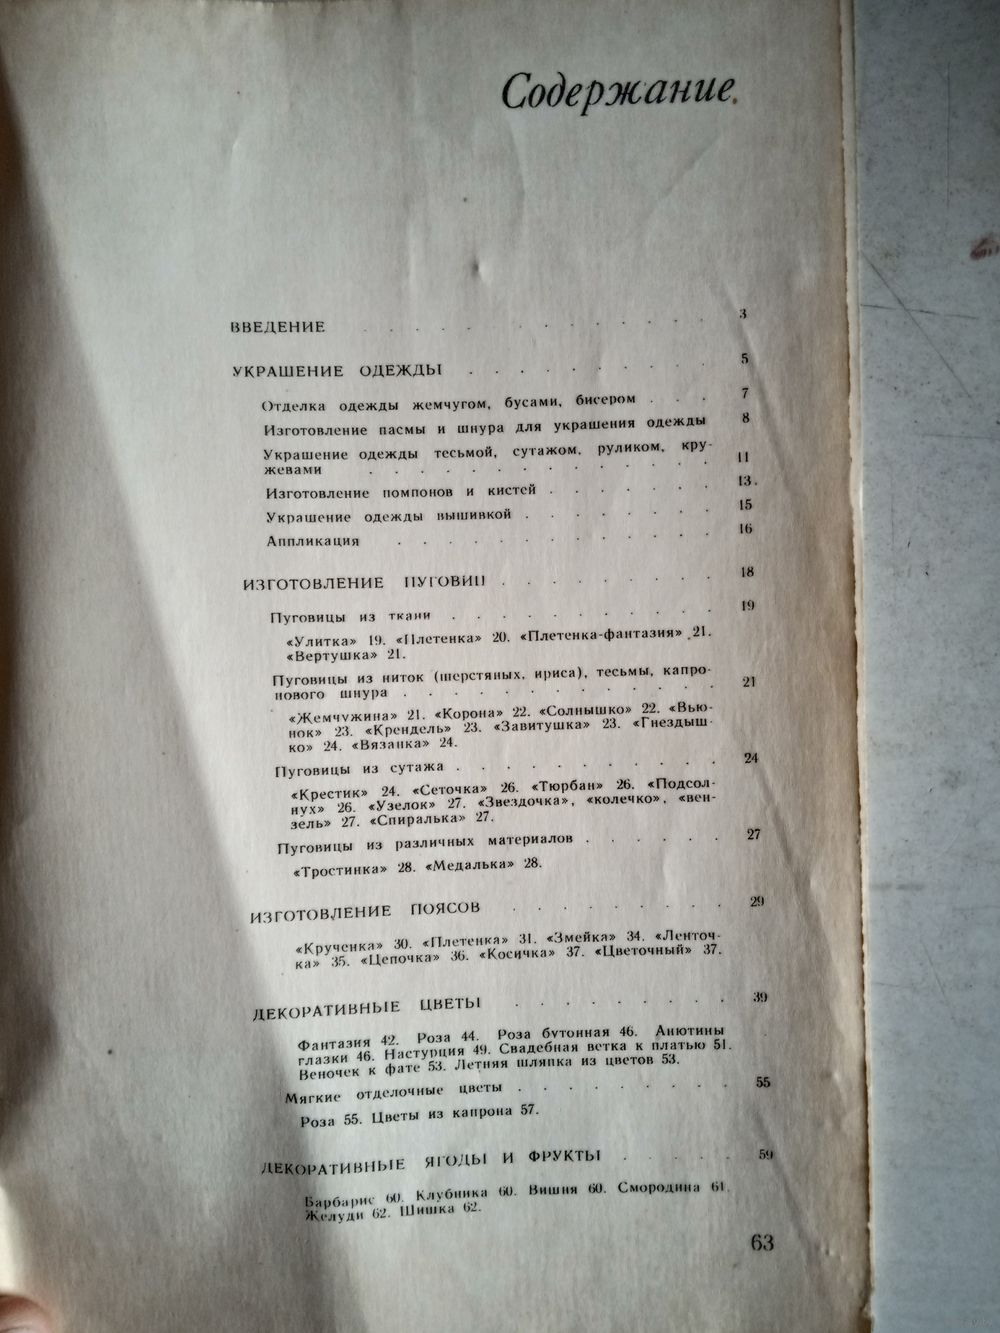 Содержание.
ВВЕДЕНИЕ . . . . . . . . . . . . . 3
УКРАШЕНИЕ ОДЕЖДЫ . . . . . . . . . . 5
Отделка одежды жемчугом, бусами, бисером . . . 7
Изготовление пасмы и шнура для украшения одежды 8
Украшение одежды тесьмой, сутажом, руликом, кру-
жевами . . . . . . . . . . . . . . 11
Изготовление помпонов и кистей . . . . . . . 13.
Украшение одежды вышивкой . . . . . . . . 15
Аппликация . . . . . . . . . . . . . 16
ИЗГОТОВЛЕНИЕ ПУГОВИЦ . . . . . . . . . 18
Пуговицы из ткани . . . . . . . . . . . 19
«Улитка» 19. «Плетенка» 20. «Плетенка-фантазия» 21.
«Вертушка» 21.
Пуговицы из ниток (шерстяных, ириса), тесьмы, капро-
нового шнура . . . . . . . . . . . . . 21
«Жемчужина» 21. «Корона» 22. «Солнышко» 22. «Вью-
нок» 23. «Крендель» 23. «Завитушка» 23. «Гнездыш-
ко» 24. «Вязанка» 24.
Пуговицы из сутажа . . . . . . . . . . . 24
«Крестик» 24. «Сеточка» 26. «Тюрбан» 26. «Подсол-
нух» 26. «Узелок» 27. «Звездочка», «колечко», «вен-
зель» 27. «Спиралька» 27.
Пуговицы из различных материалов . . . . . . 27
«Тростинка» 28. «Медалька» 28.
ИЗГОТОВЛЕНИЕ ПОЯСОВ . . . . . . . . . 29
«Крученка» 30. «Плетенка» 31. «Змейка» 34. «Ленточ-
ка» 35. «Цепочка» 36. «Косичка» 37. «Цветочный» 37.
ДЕКОРАТИВНЫЕ ЦВЕТЫ . . . . . . . . . 39
Фантазия 42. Роза 44. Роза бутонная 46. Анютины
глазки 46. Настурция 49. Свадебная ветка к платью 51.
Веночек к фате 53. Летняя шляпка из цветов 53.
Мягкие отделочные цветы . . . . . . . . . 55
Роза 55. Цветы из капрона 57.
ДЕКОРАТИВНЫЕ ЯГОДЫ И ФРУКТЫ . . . . . 59
Барбарис 60. Клубника 60. Вишня 60. Смородина 61.
Желуди 62. Шишка 62.
63